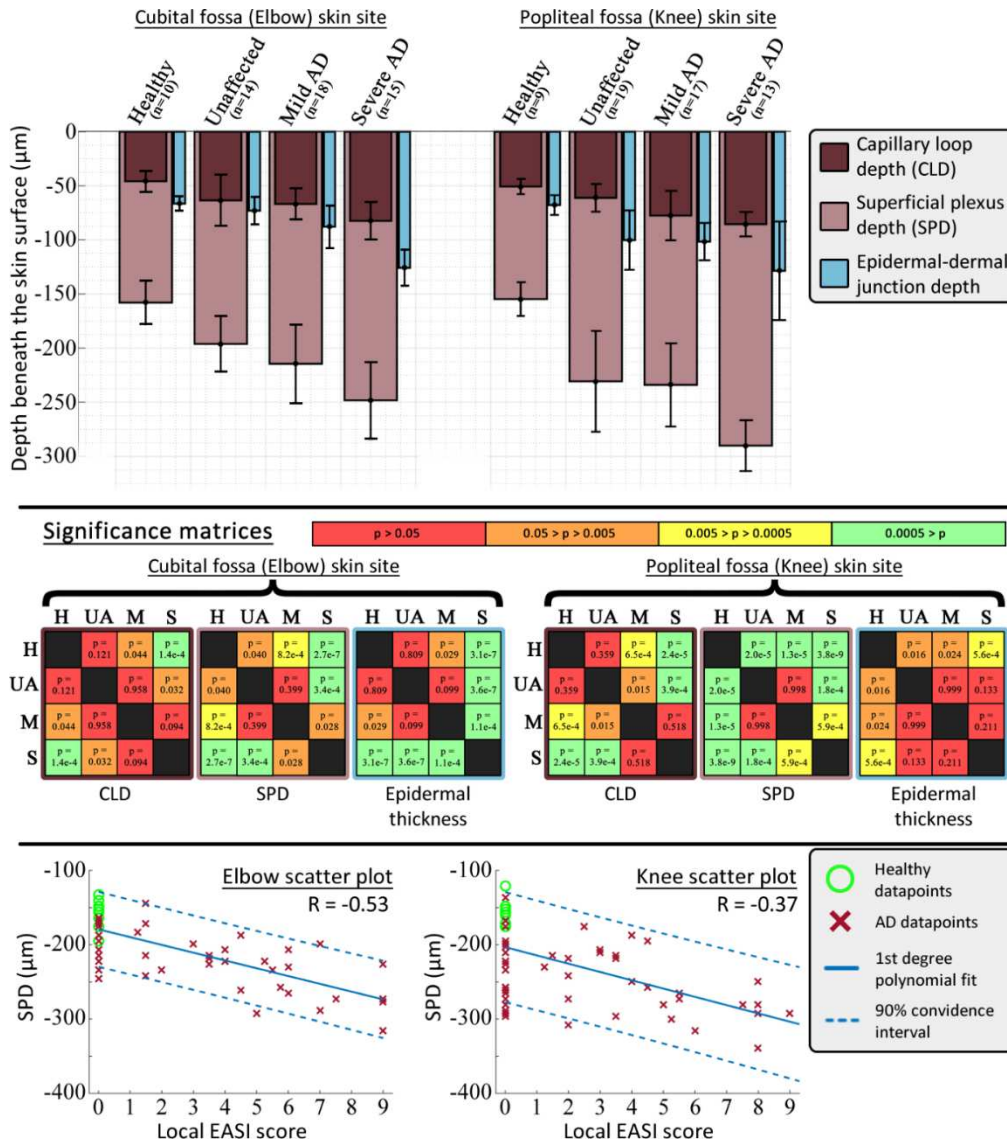 Cubital fossa (Elbow) skin site
Popliteal fossa (Knee) skin site
Healthy
(n=10)
Unaffected
(n=14)
Mild AD
(n=18)
Severe AD
(n=15)
Healthy
(n=9)
Unaffected
(n=19)
Mild AD
(n=17)
Severe AD
(n=13)
Depth beneath the skin surface (μm)
0
-50
-100
-150
-200
-250
-300
Capillary loop
depth (CLD)
Superficial plexus
depth (SPD)
Epidermal-dermal
junction depth
Significance matrices
p > 0.05
0.05 > p > 0.005
0.005 > p > 0.0005
0.0005 > p
Cubital fossa (Elbow) skin site
Popliteal fossa (Knee) skin site
H UA M S H UA M S H UA M S
H UA M S H UA M S H UA M S
H
p = 0.121 p = 0.044 p = 1.4e-4
p = 0.040 p = 8.2e-4 p = 2.7e-7
p = 0.809 p = 0.029 p = 3.1e-7
UA
p = 0.121 p = 0.958 p = 0.032
p = 0.040 p = 0.399 p = 3.4e-4
p = 0.809 p = 0.099 p = 3.6e-7
M
p = 0.044 p = 0.958 p = 0.094
p = 8.2e-4 p = 0.399 p = 0.028
p = 0.029 p = 0.099 p = 1.1e-4
S
p = 1.4e-4 p = 0.032 p = 0.094
p = 2.7e-7 p = 3.4e-4 p = 0.028
p = 3.1e-7 p = 3.6e-7 p = 1.1e-4
CLD
SPD
Epidermal
thickness
H
p = 0.359 p = 6.5e-4 p = 2.4e-5
p = 2.0e-5 p = 1.3e-5 p = 3.8e-9
p = 0.016 p = 0.024 p = 5.6e-4
UA
p = 0.359 p = 0.015 p = 3.9e-4
p = 2.0e-5 p = 0.998 p = 1.8e-4
p = 0.016 p = 0.999 p = 0.133
M
p = 6.5e-4 p = 0.015 p = 0.518
p = 1.3e-5 p = 0.998 p = 5.9e-4
p = 0.024 p = 0.999 p = 0.211
S
p = 2.4e-5 p = 3.9e-4 p = 0.518
p = 3.8e-9 p = 1.8e-4 p = 5.9e-4
p = 5.6e-4 p = 0.133 p = 0.211
CLD
SPD
Epidermal
thickness
Elbow scatter plot
R = -0.53
SPD (μm)
-100
-200
-300
-400
0 1 2 3 4 5 6 7 8 9
Local EASI score
Knee scatter plot
R = -0.37
SPD (μm)
-100
-200
-300
-400
0 1 2 3 4 5 6 7 8 9
Local EASI score
Healthy
datapoints
AD datapoints
1st degree
polynomial fit
90% convidence
interval